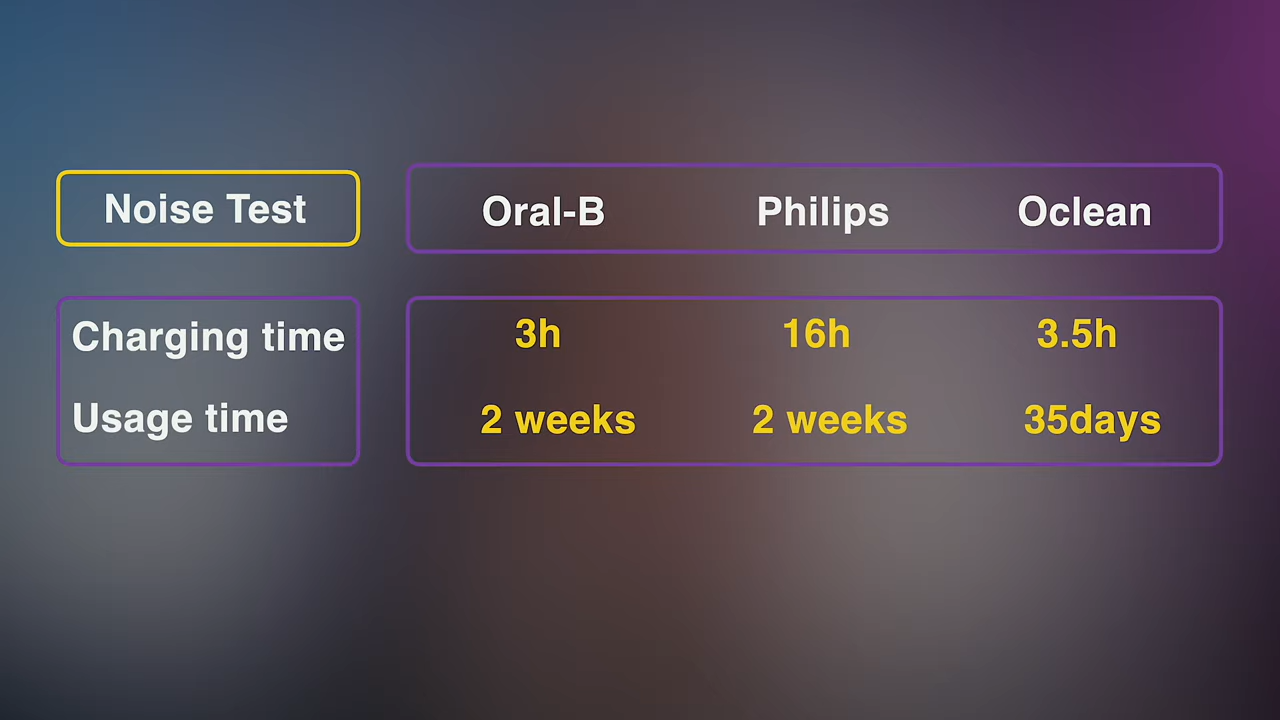 Noise Test Oral-B Philips Oclean
Charging time 3h 16h 3.5h
Usage time 2 weeks 2 weeks 35days